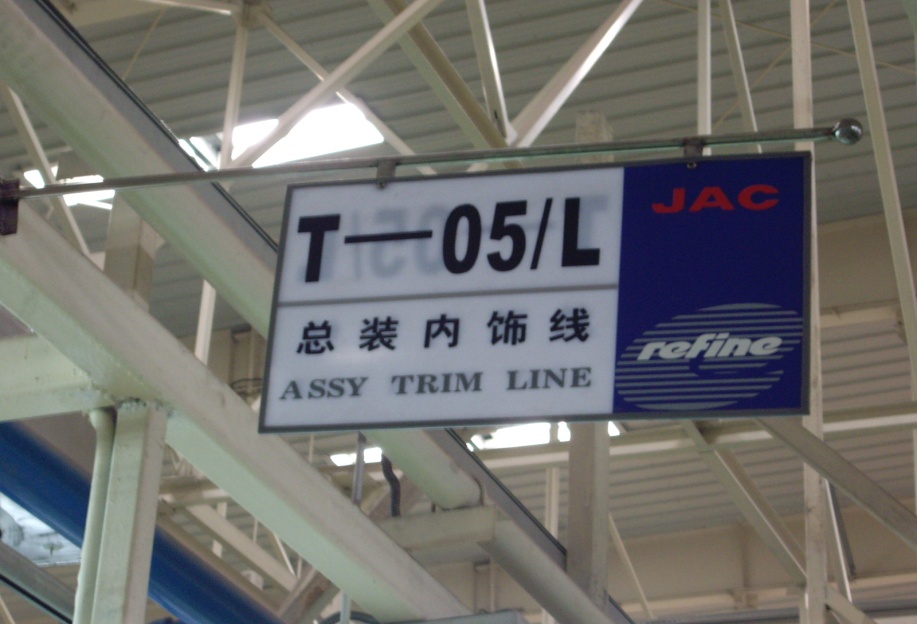 T—05/L
总装内饰线
ASSY TRIM LINE
JAC
refine